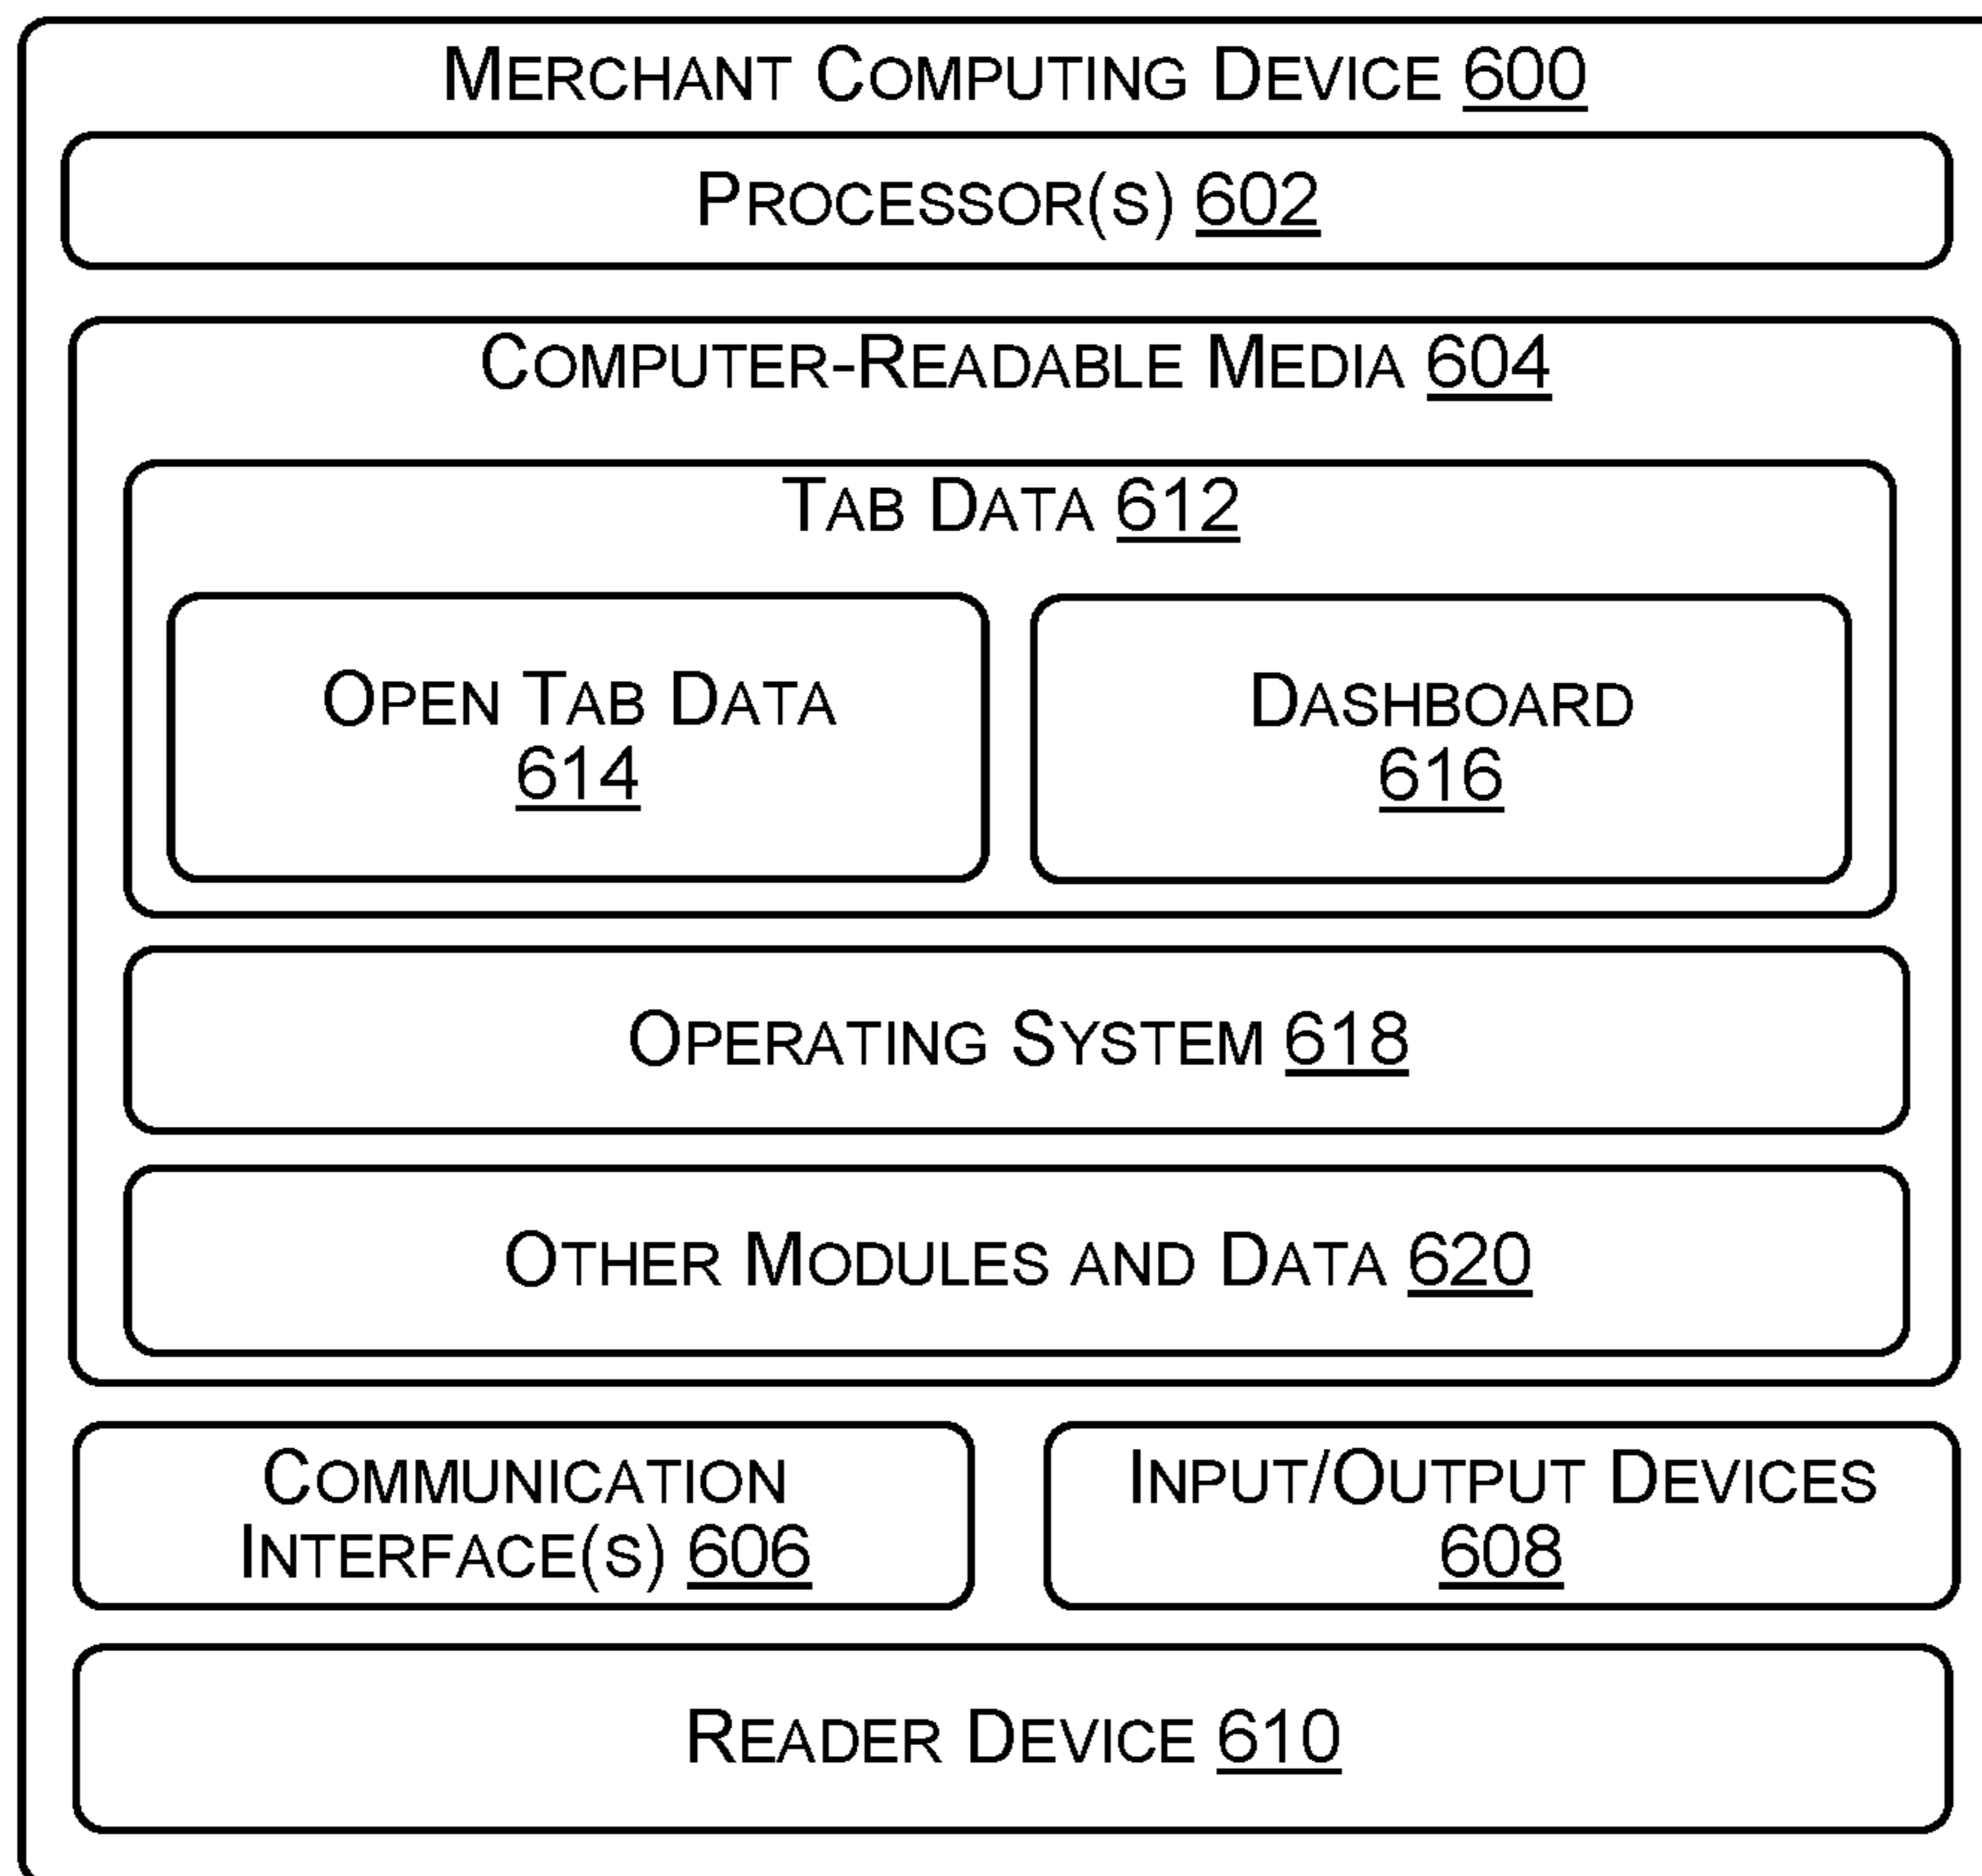 MERCHANT COMPUTING DEVICE 600
PROCESSOR(S) 602
COMPUTER-READABLE MEDIA 604
TAB DATA 612
OPEN TAB DATA
614
DASHBOARD
616
OPERATING SYSTEM 618
OTHER MODULES AND DATA 620
COMMUNICATION
INTERFACE(S) 606
INPUT/OUTPUT DEVICES
608
READER DEVICE 610